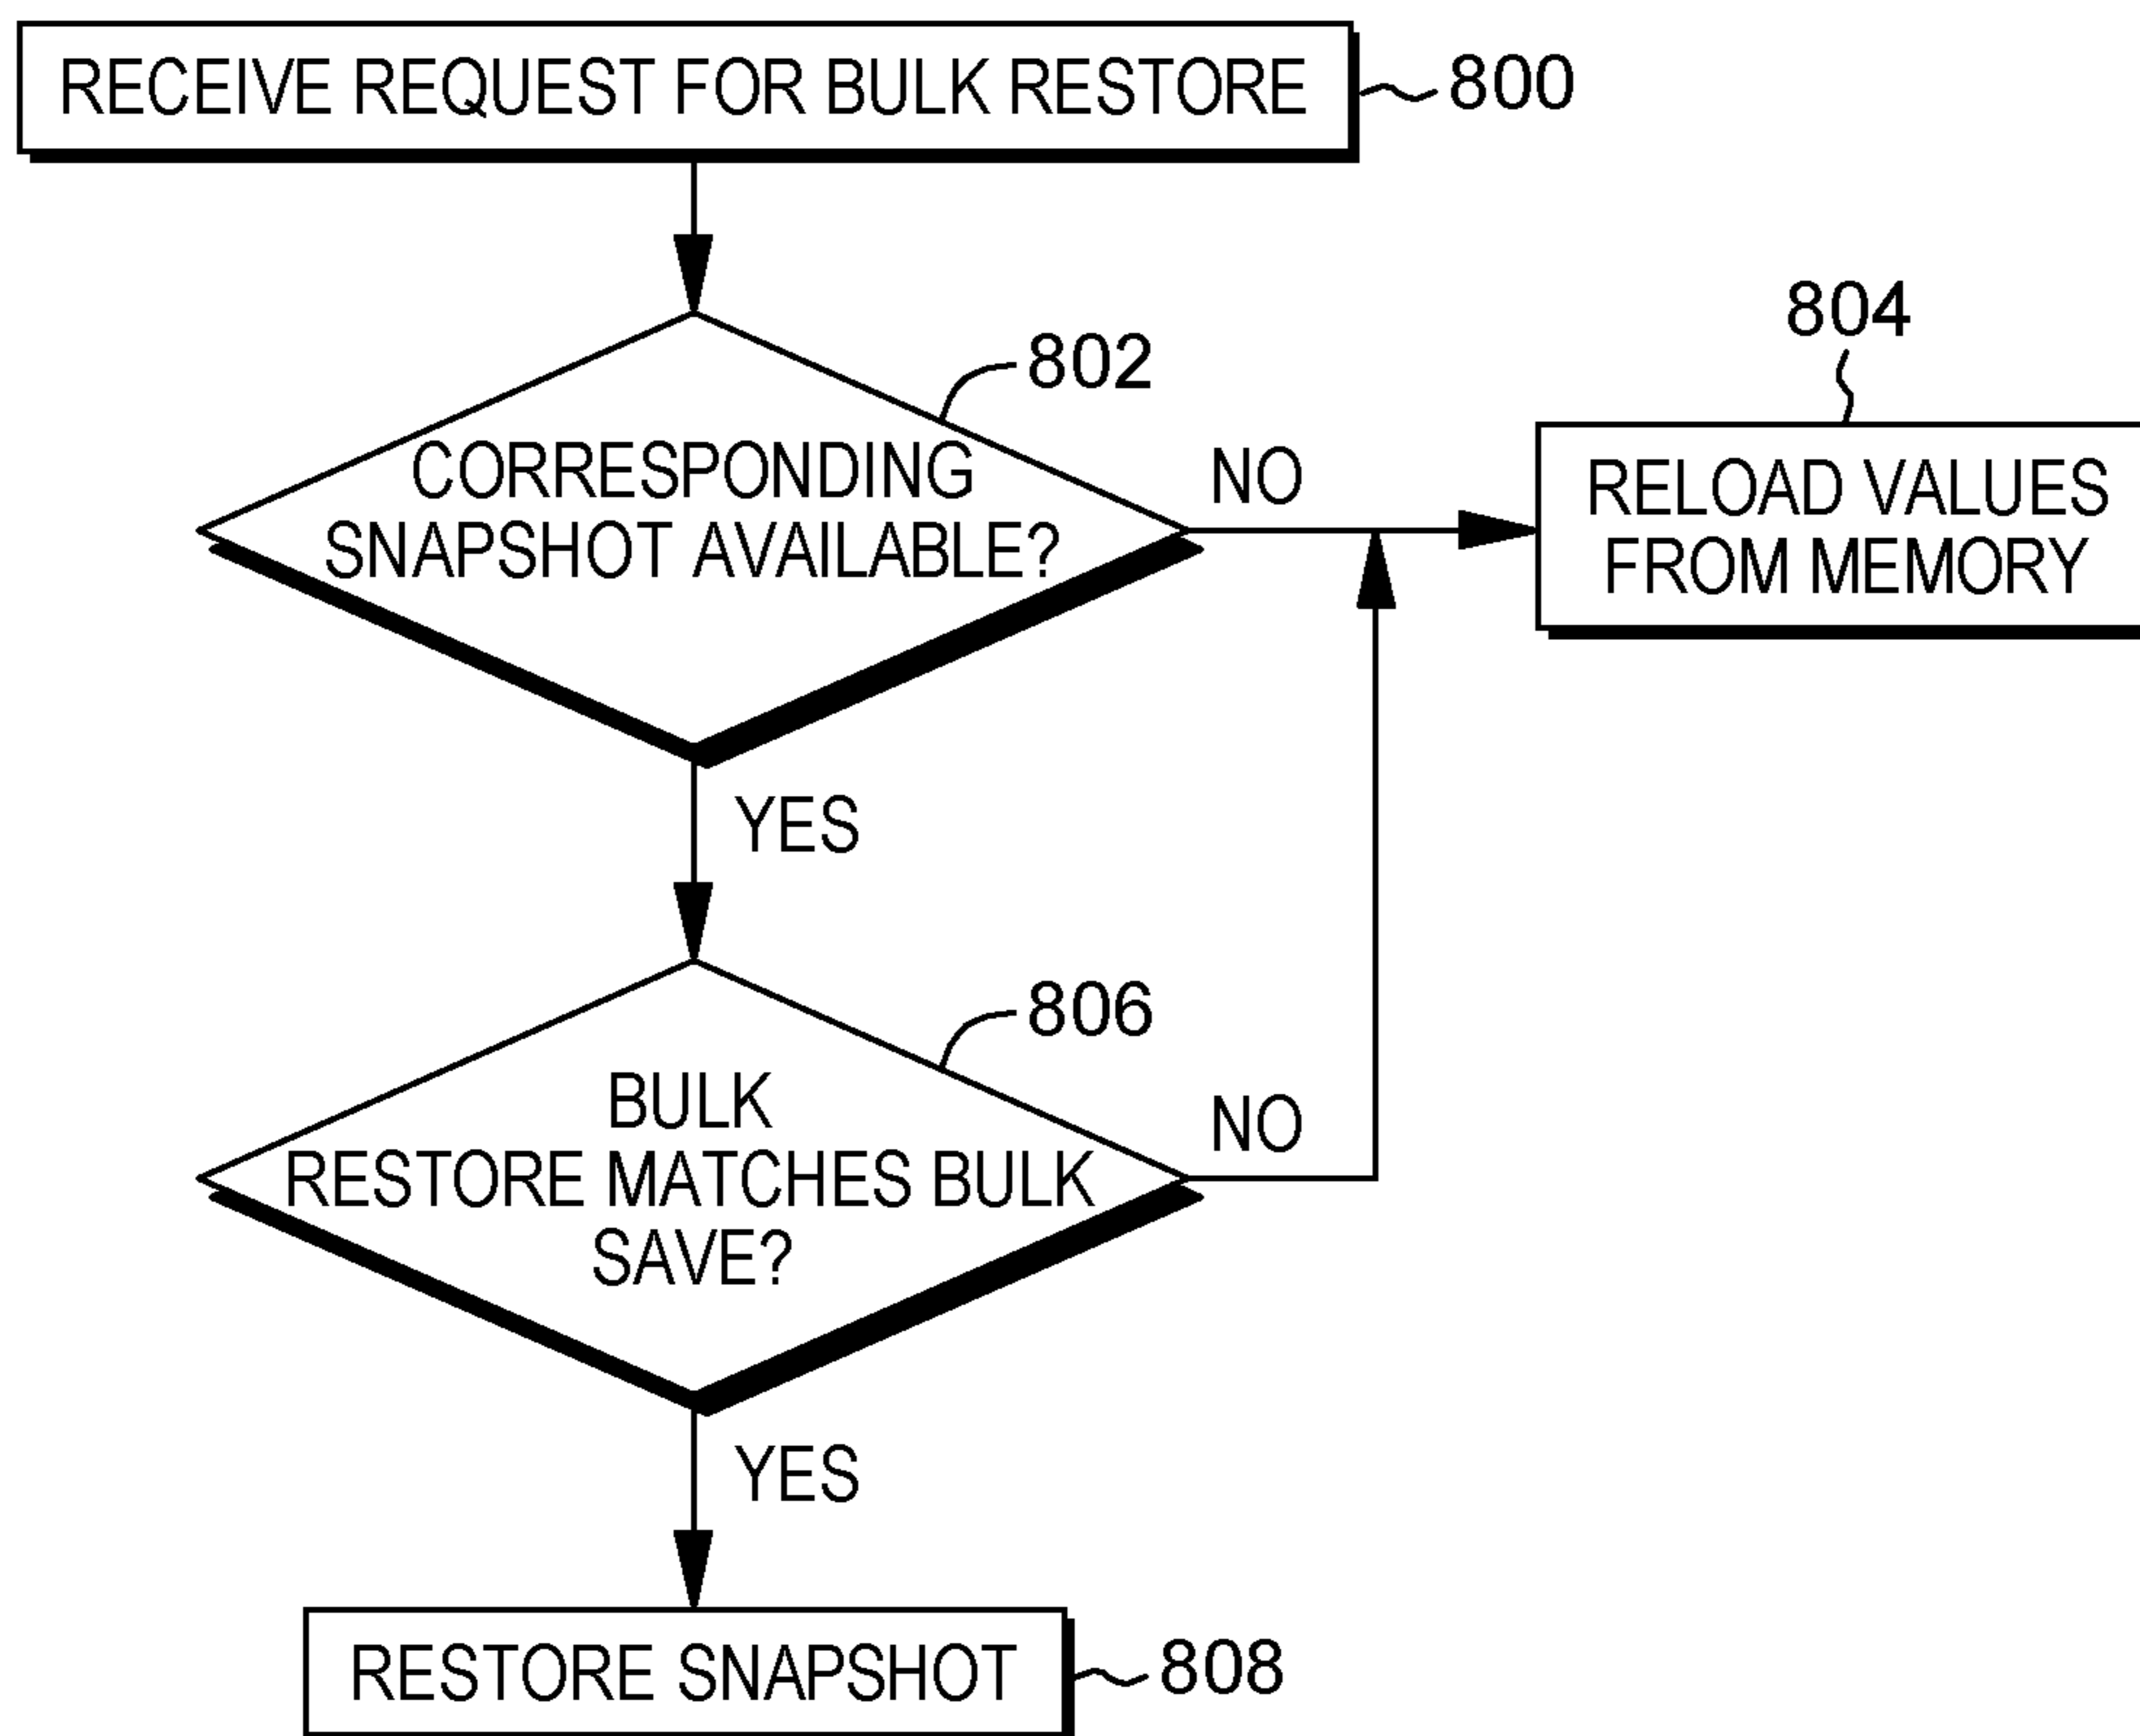 RECEIVE REQUEST FOR BULK RESTORE
800
802
CORRESPONDING
SNAPSHOT AVAILABLE?
NO
804
RELOAD VALUES
FROM MEMORY
YES
806
BULK
RESTORE MATCHES BULK
SAVE?
NO
YES
RESTORE SNAPSHOT
808